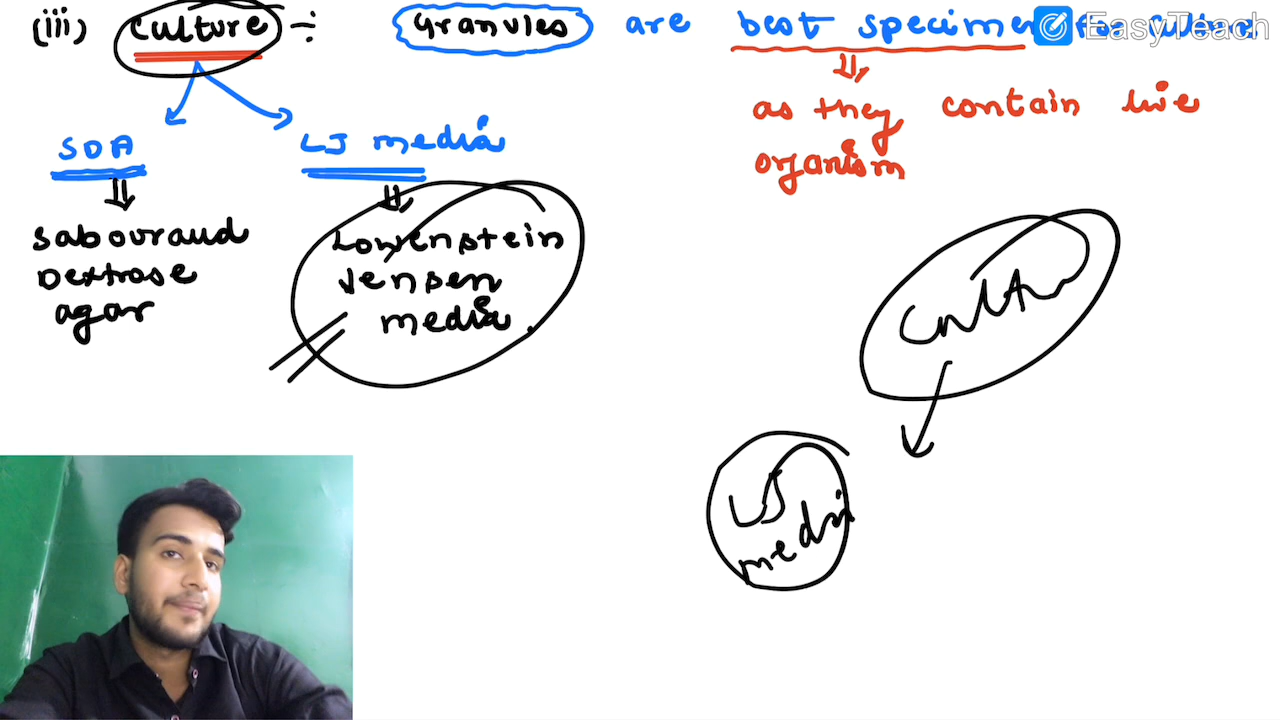 (iii) Culture ÷ Granules are best specimen for culture
EasyTeach
as they contain live
organism
SDA
LJ media
Sabouraud
Dextrose
agar
Lowenstein
Jensen
media.
LJ
media